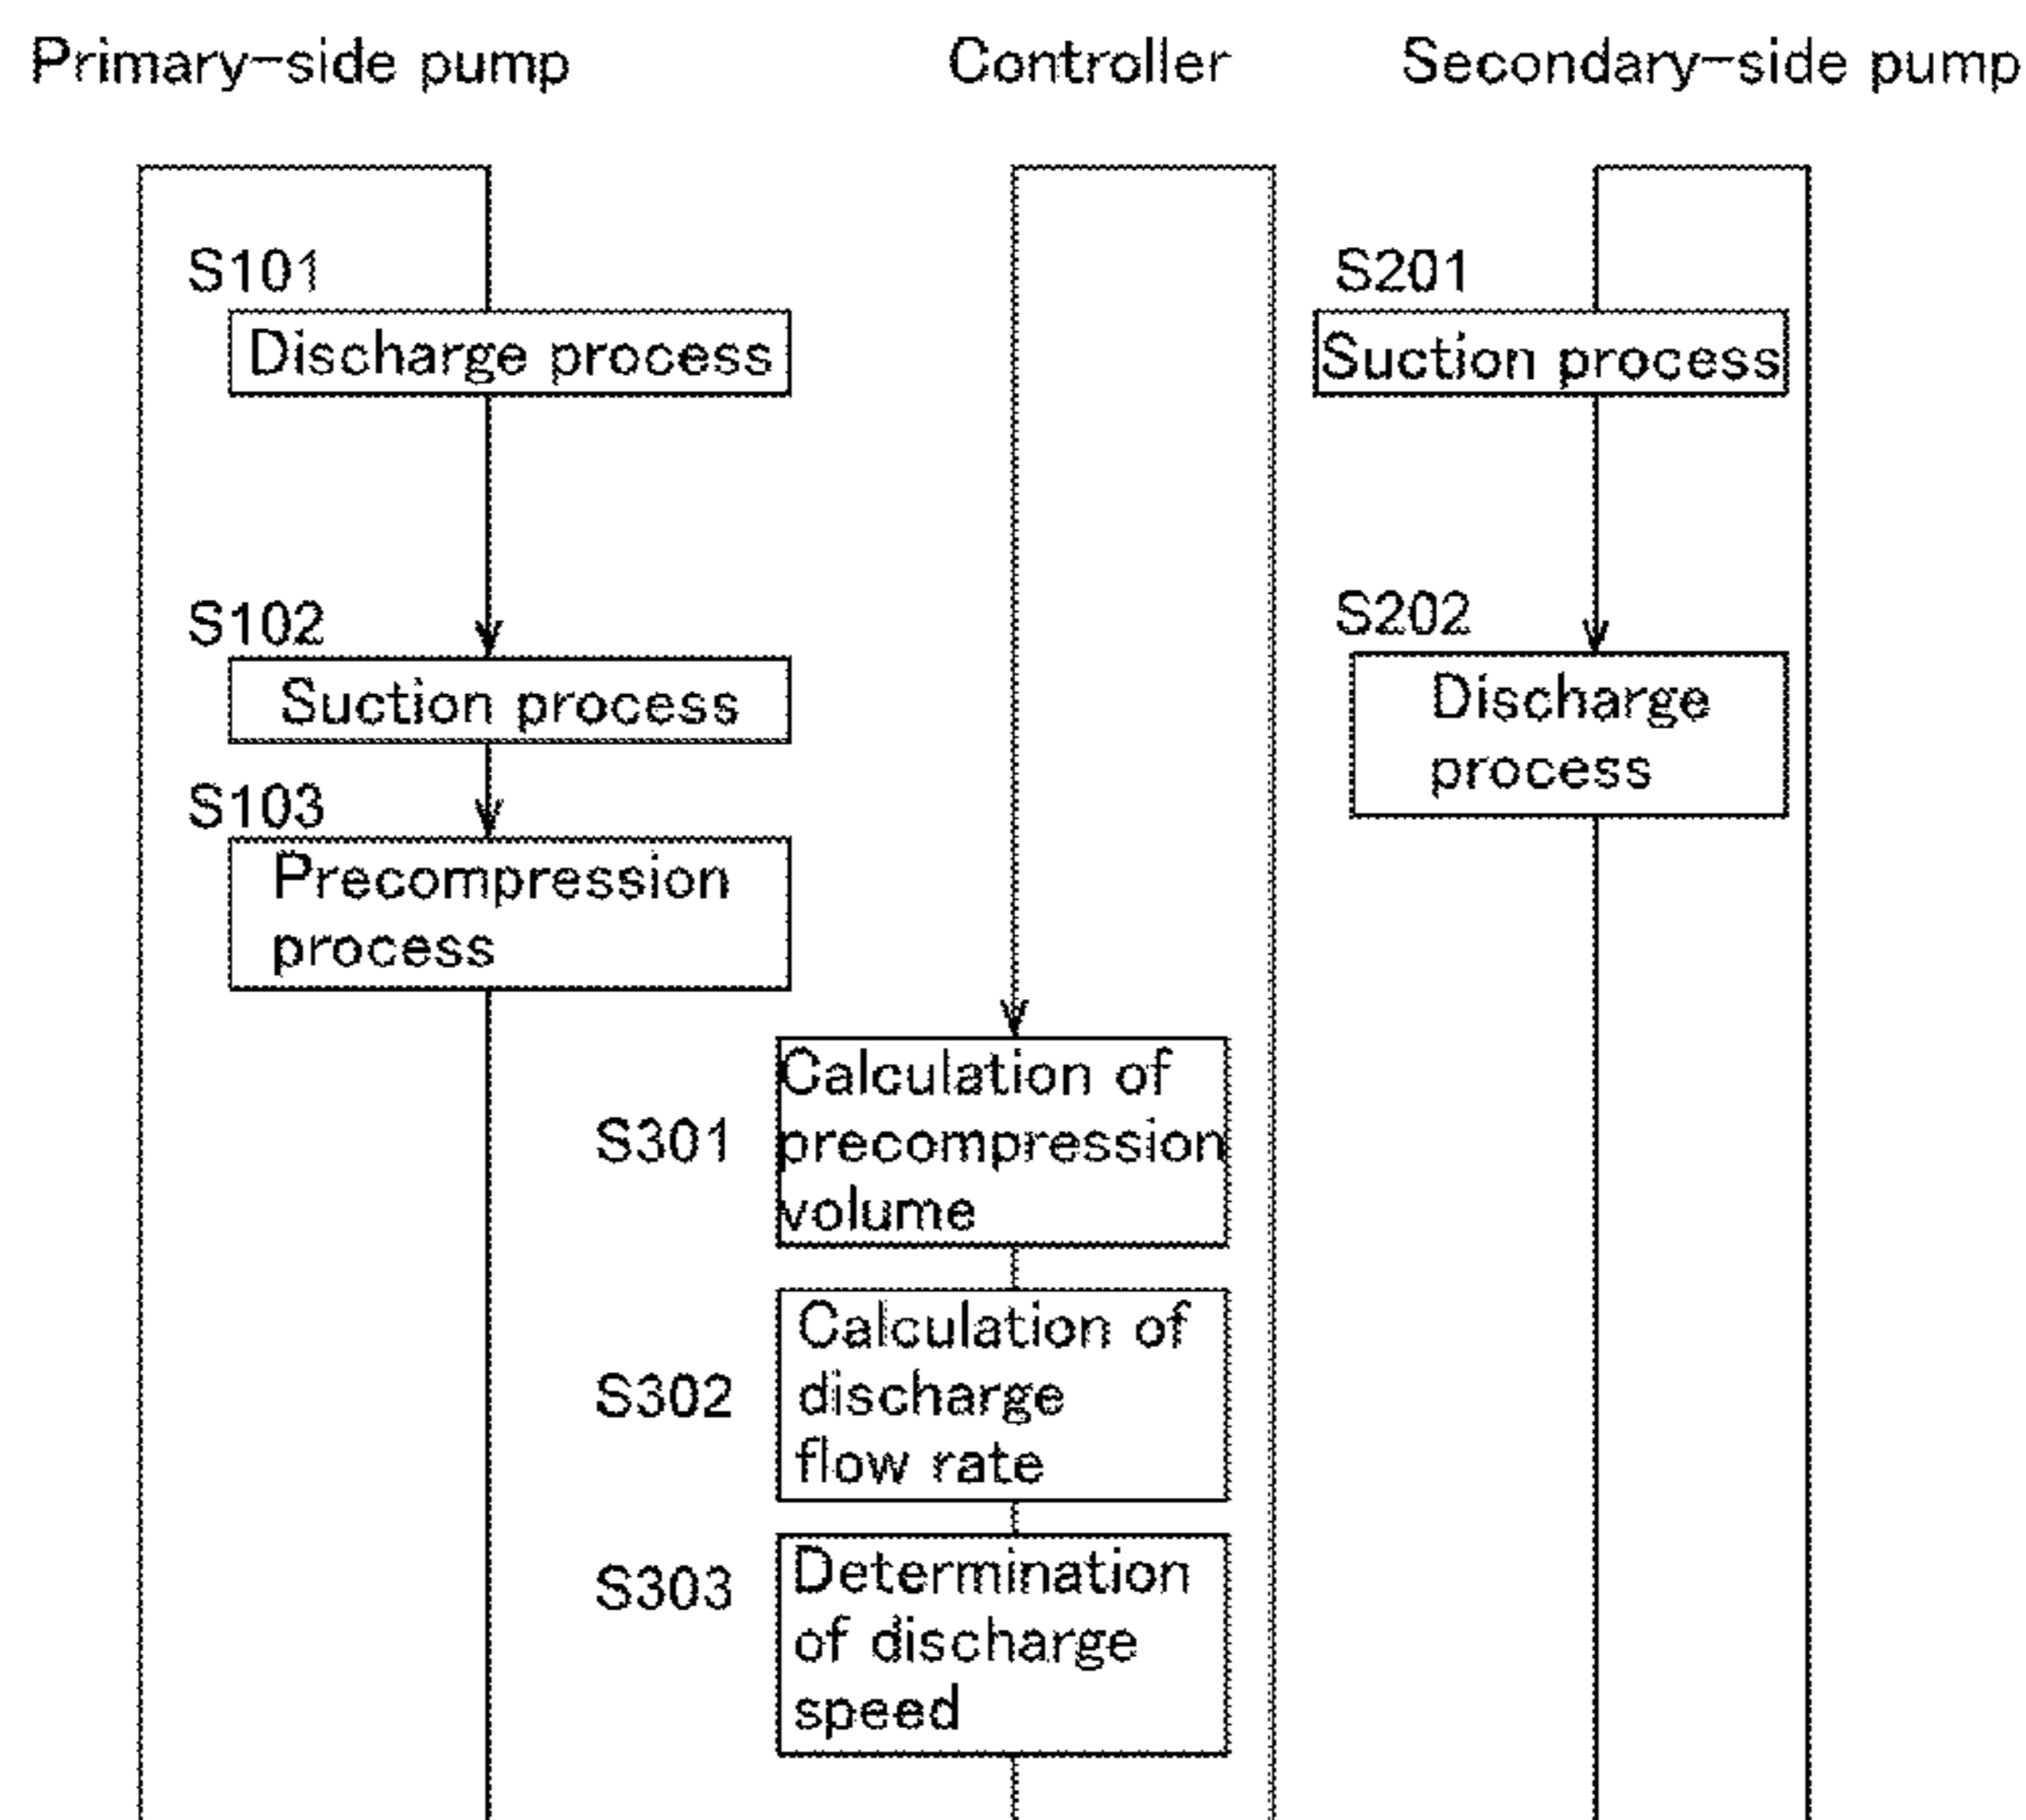 Primary-side pump
Controller
Secondary-side pump
S101
Discharge process
S201
Suction process
S102
Suction process
S202
Discharge
process
S103
Precompression
process
S301
Calculation of
precompression
volume
S302
Calculation of
discharge
flow rate
S303
Determination
of discharge
speed